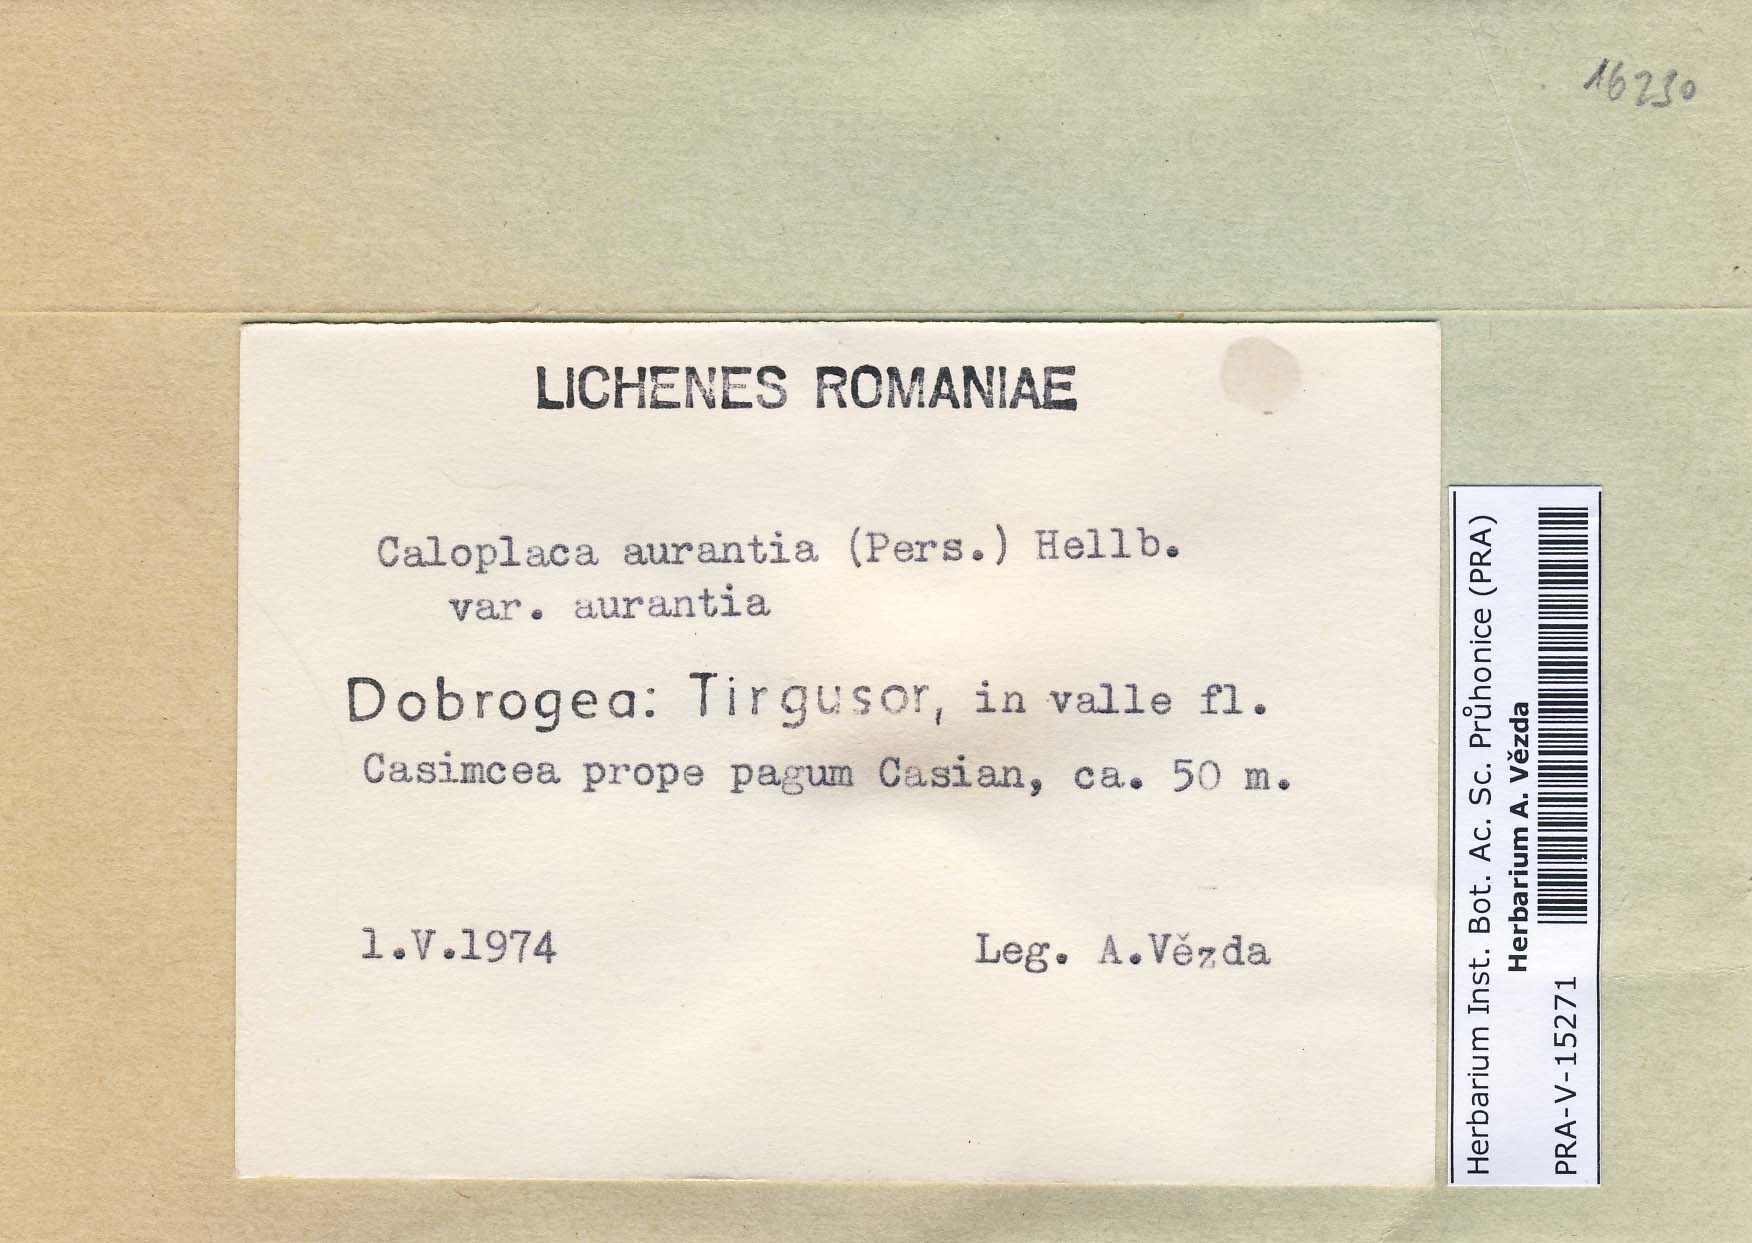 16230
LICHENES ROMANIAE
Caloplaca aurantia (Pers.) Hellb.
var. aurantia
Dobrogea: Tirgusor, in valle fl.
Casimcea prope pagum Casian, ca. 50 m.
1.V.1974
Leg. A.Vězda
Herbarium Inst. Bot. Ac. Sc. Průhonice (PRA)
Herbarium A. Vězda
PRA-V-15271